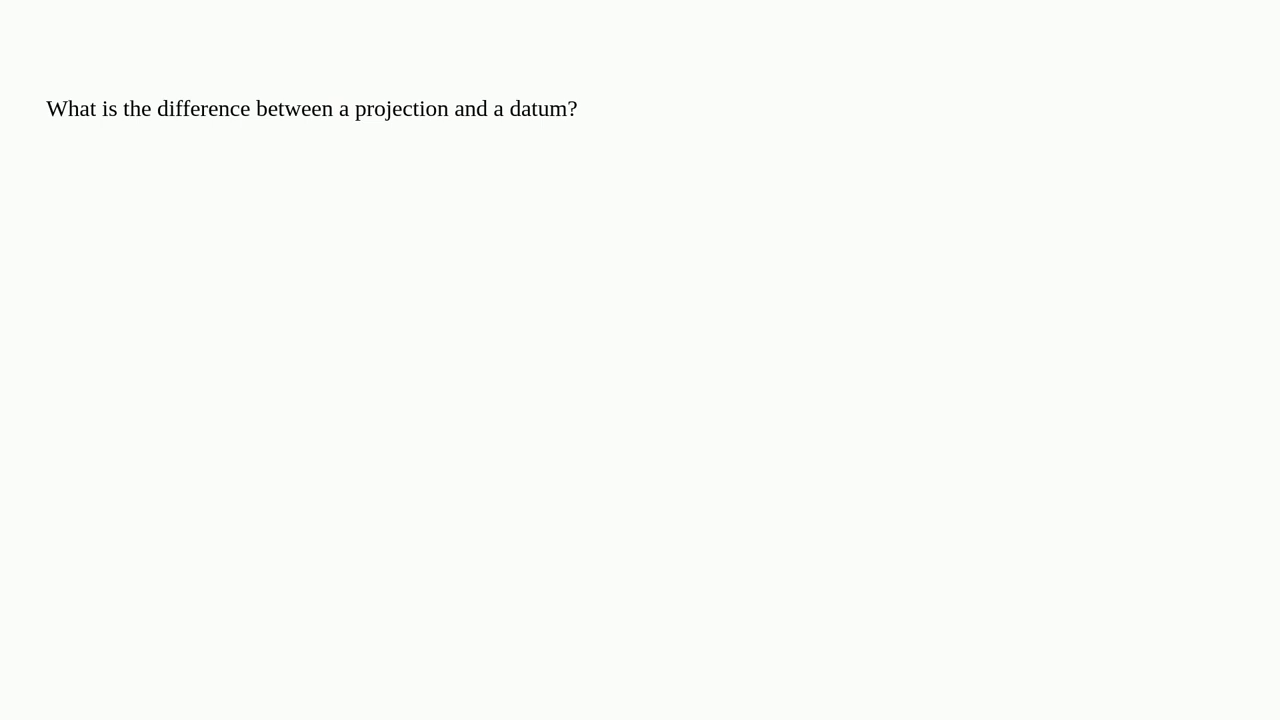 What is the difference between a projection and a datum?